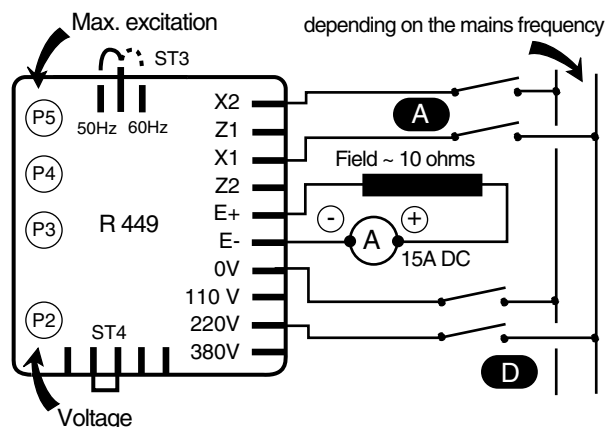 Max. excitation
depending on the mains frequency
ST3
P5
50Hz 60Hz
X2
Z1
X1
Z2
E+
E-
0V
110 V
220V
380V
P4
P3
R 449
P2
ST4
Voltage
A
Field ~ 10 ohms
- A +
15A DC
D